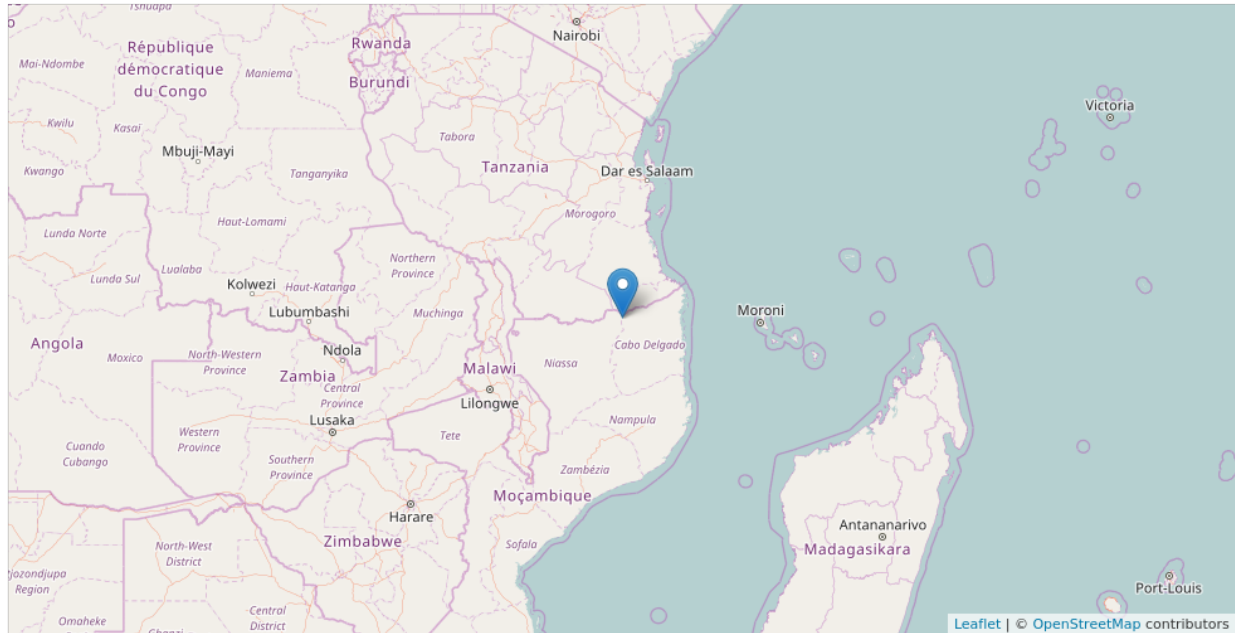 Tshuapa
Nairobi
Rwanda
République
démocratique
du Congo
Mai-Ndombe
Maniema
Burundi
Victoria
Kwilu
Kasaï
Tabora
Mbuji-Mayi
Tanzania
Kwango
Tanganyika
Dar es Salaam
Morogoro
Haut-Lomami
Lunda Norte
Northern
Province
Lualaba
Lunda Sul
Kolwezi
Haut-Katanga
Muchinga
Lubumbashi
Moroni
Angola
Moxico
North-Western
Province
Ndola
Zambia
Cabo Delgado
Niassa
Malawi
Central
Province
Lilongwe
Lusaka
Nampula
Western
Province
Tete
Cuando
Cubango
Southern
Province
Zambézia
Moçambique
Harare
Zimbabwe
Sofala
Antananarivo
Madagasikara
North-West
District
Region
Port-Louis
Omaheke
Central
District
Leaflet | © OpenStreetMap contributors